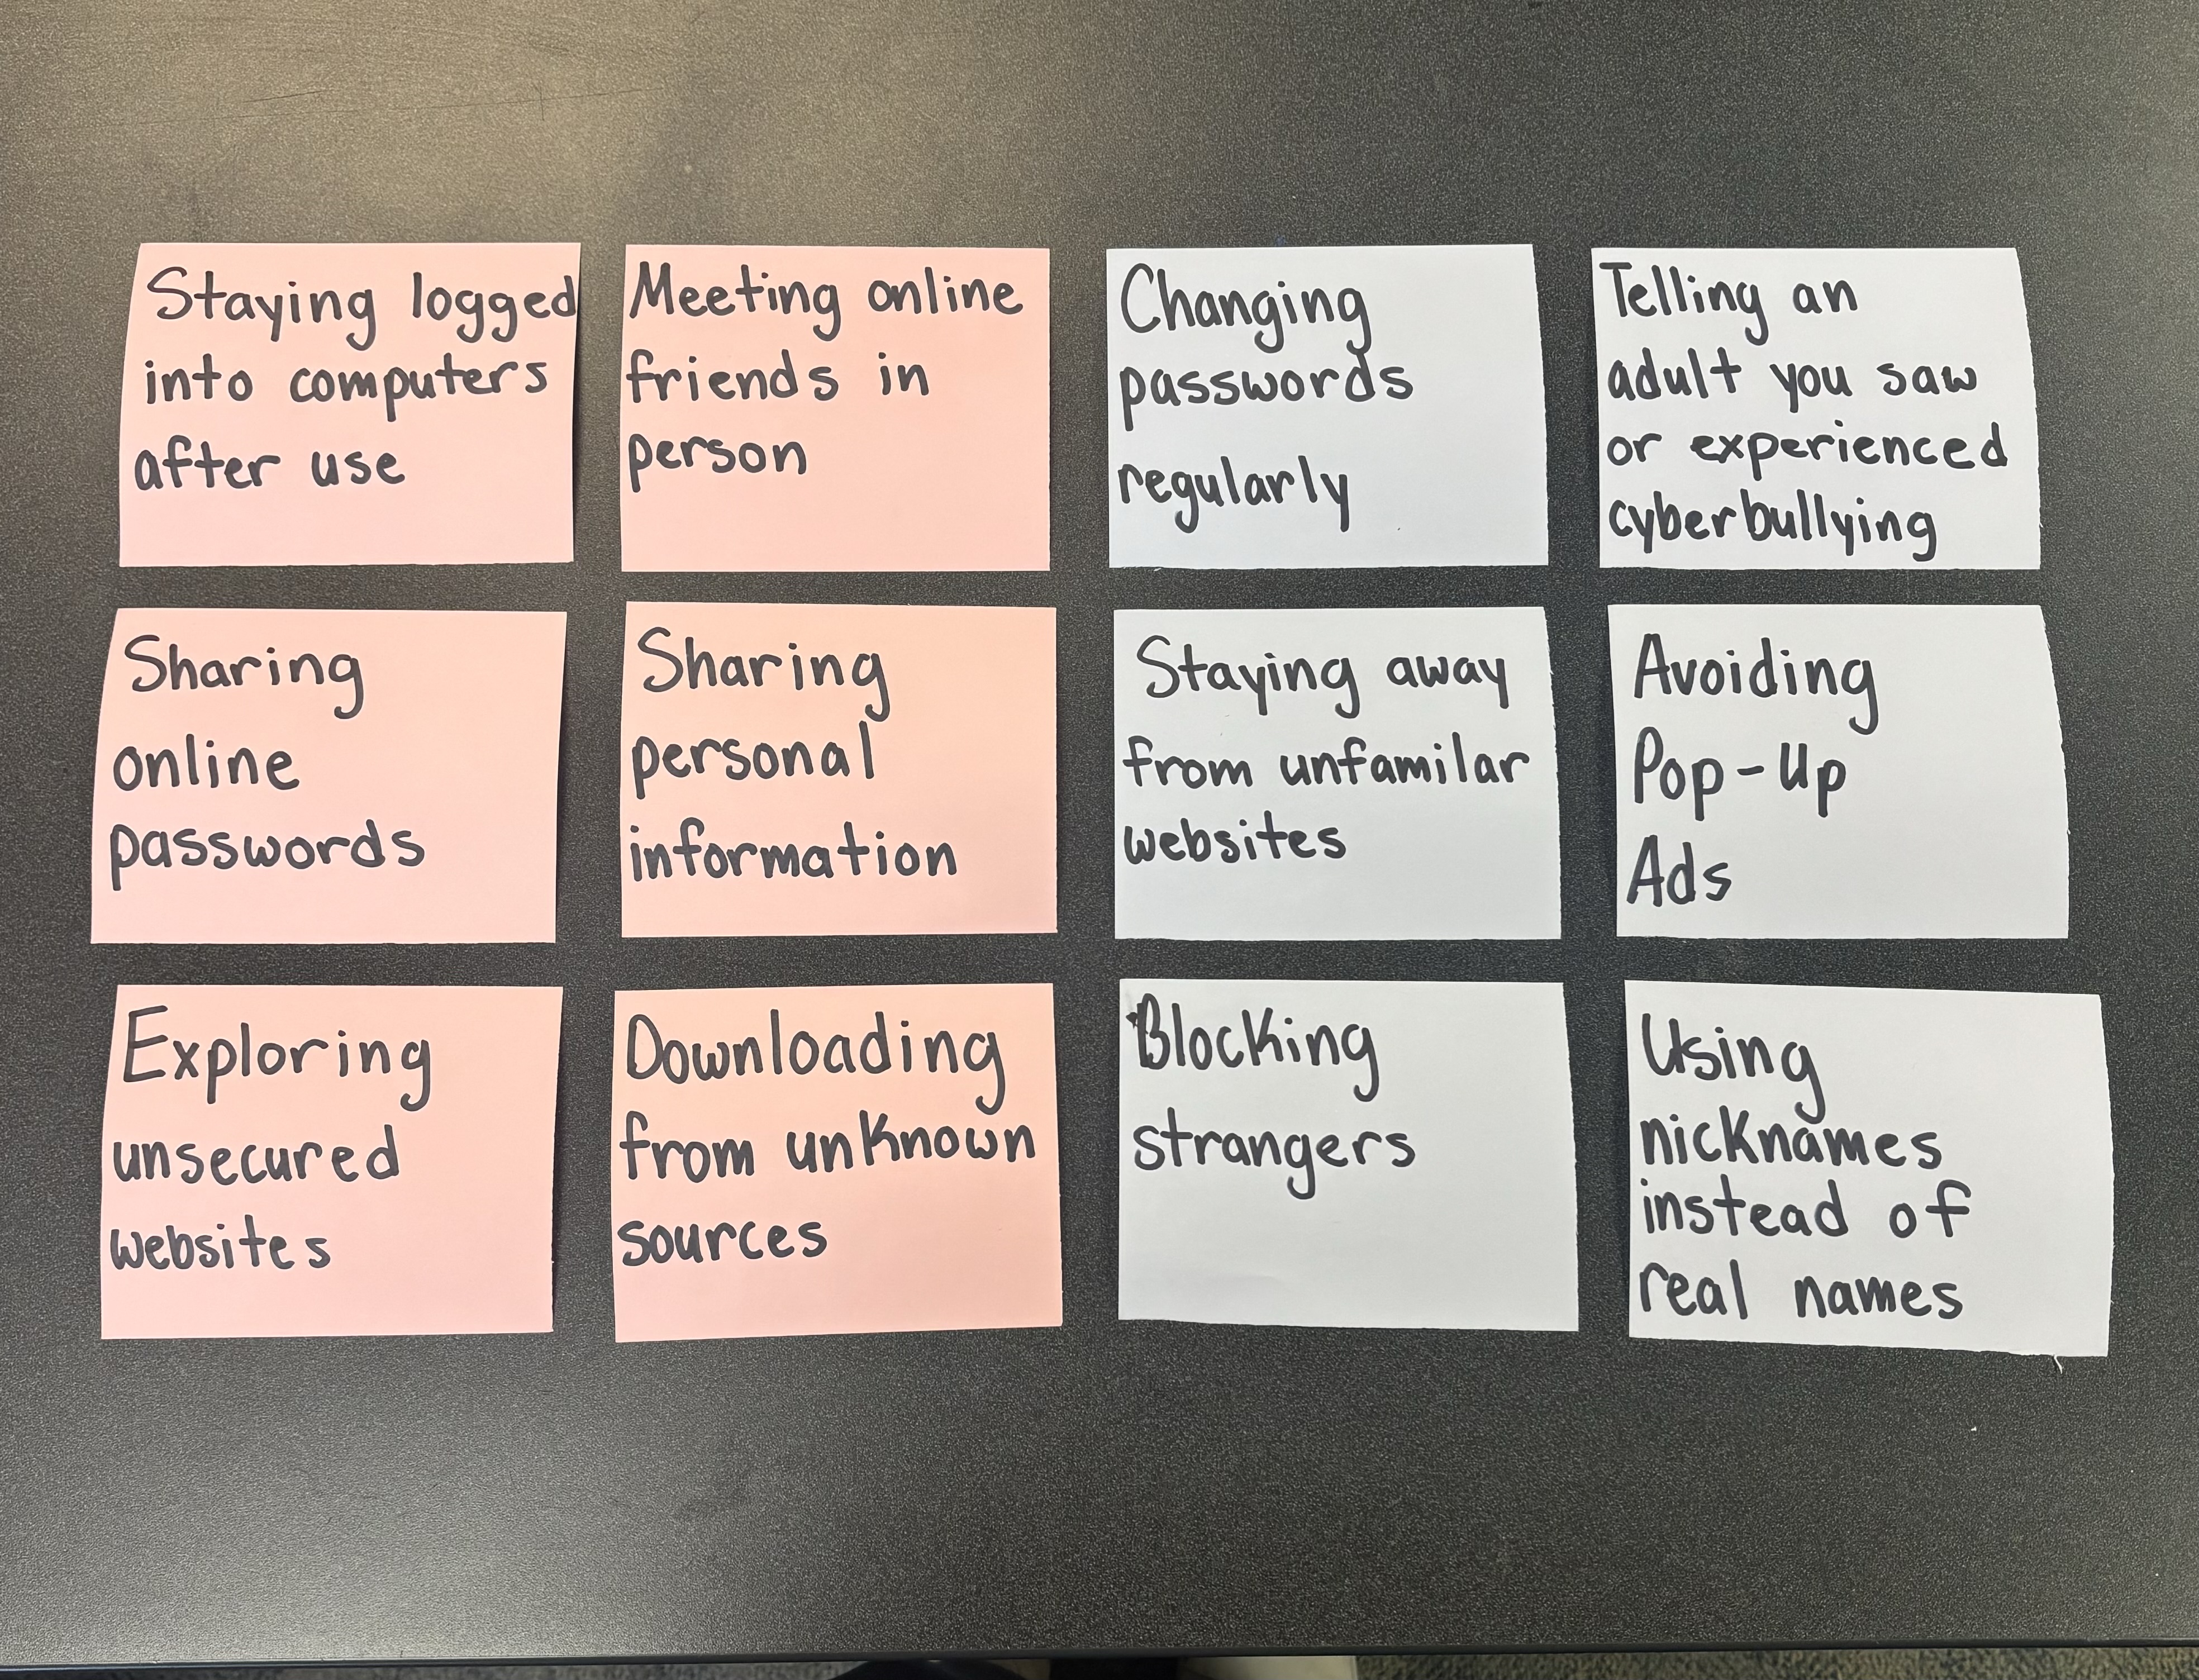 Staying logged
into computers
after use
Meeting online
friends in
person
Changing
passwords
regularly
Telling an
adult you saw
or experienced
cyberbullying
Sharing
online
passwords
Sharing
personal
information
Staying away
from unfamilar
websites
Avoiding
Pop-Up
Ads
Exploring
unsecured
websites
Downloading
from unknown
sources
Blocking
strangers
Using
nicknames
instead of
real names